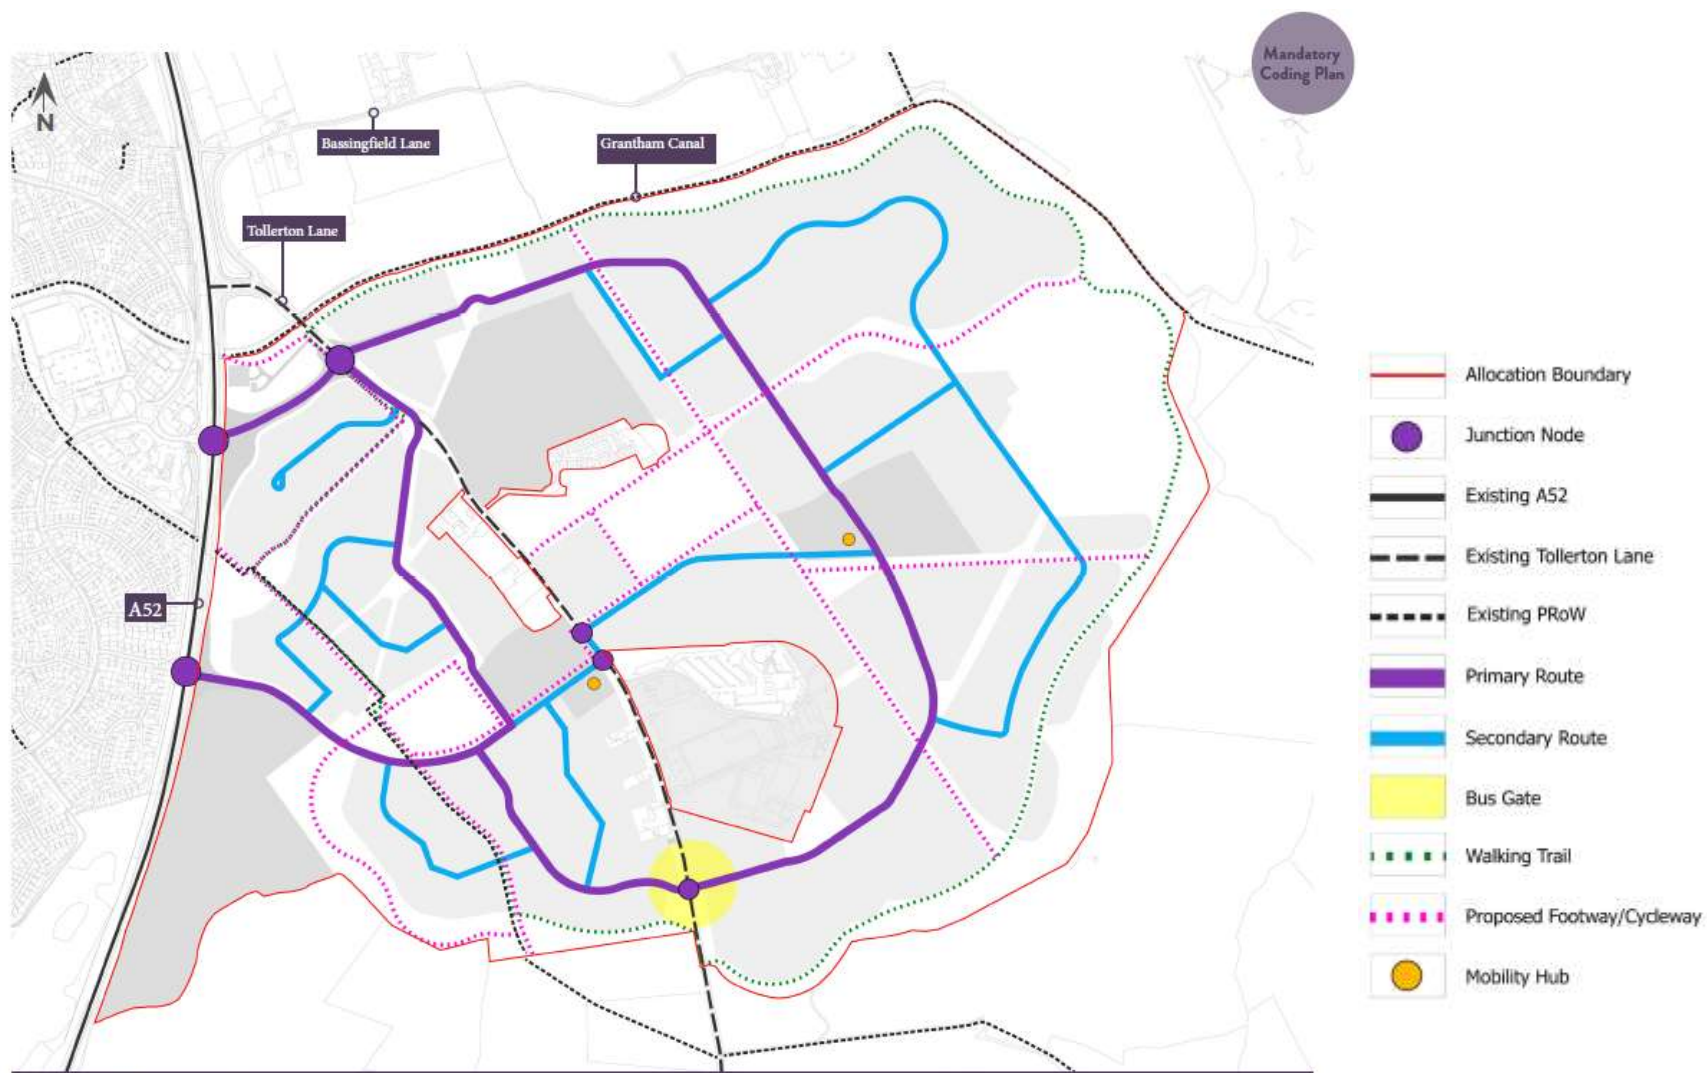 Mandatory
Coding Plan
N
Bassingfield Lane
Grantham Canal
Tollerton Lane
A52
Allocation Boundary
Junction Node
Existing A52
Existing Tollerton Lane
Existing PRoW
Primary Route
Secondary Route
Bus Gate
Walking Trail
Proposed Footway/Cycleway
Mobility Hub